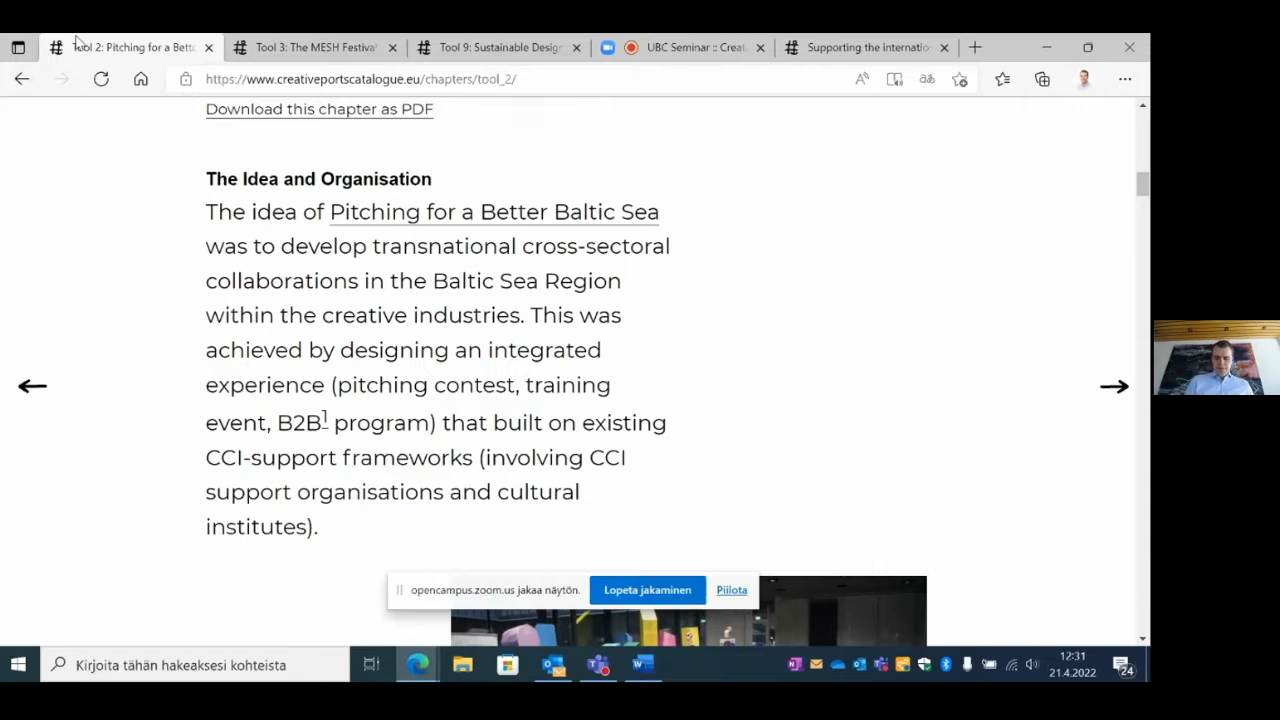 Tool 2: Pitching for a Bette
Tool 3: The MESH Festiva
Tool 9: Sustainable Desig
UBC Seminar :: Creat
Supporting the internatio
https://www.creativeportscatalogue.eu/chapters/tool_2/
Download this chapter as PDF
The Idea and Organisation
The idea of Pitching for a Better Baltic Sea
was to develop transnational cross-sectoral
collaborations in the Baltic Sea Region
within the creative industries. This was
achieved by designing an integrated
experience (pitching contest, training
event, B2B1 program) that built on existing
CCI-support frameworks (involving CCI
support organisations and cultural
institutes).
opencampus.zoom.us jakaa näytön.
Lopeta jakaminen
Piilota
Kirjoita tähän hakeaksesi kohteista
12:31
21.4.2022
24